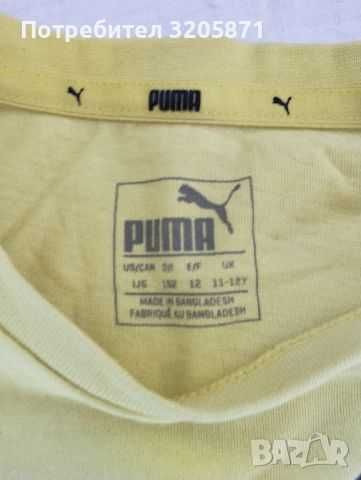 Потребител 3205871
PUMA
PUMA
US/CAN D/I E/F UK
J/G 152 12 11-12Y
MADE IN BANGLADESH
FABRIQUÉ AU BANGLADESH
BAZAR
bg